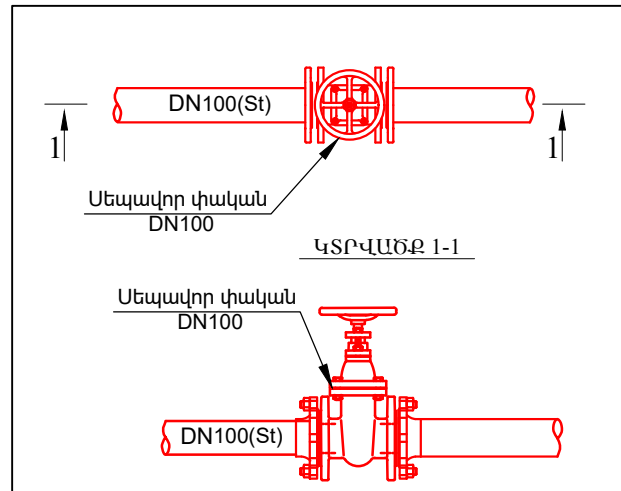 DN100(St)
1 1
Սեպավոր փական
DN100
ԿՏՐՎԱԾՔ 1-1
Սեպավոր փական
DN100
DN100(St)